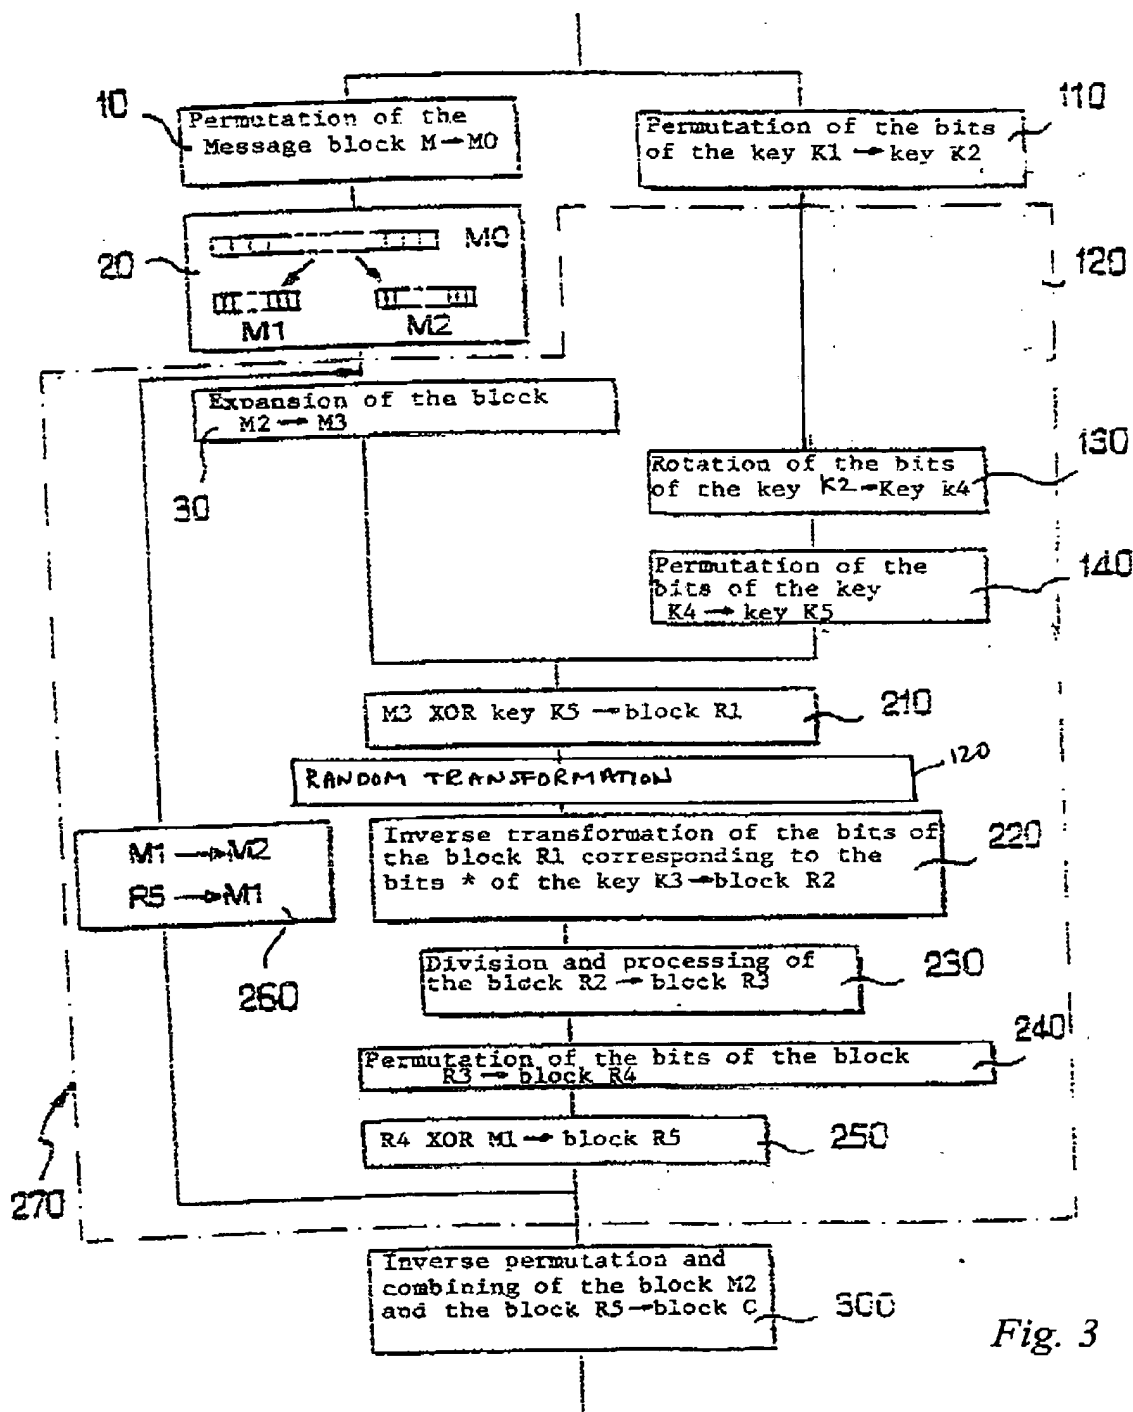 10
Permutation of the
Message block M→M0
110
Permutation of the bits
of the key K1→key K2
20
M0
M1 M2
120
Expansion of the block
M2→M3
30
130
Rotation of the bits
of the key K2→Key k4
140
Permutation of the
bits of the key
K4→key K5
M3 XOR key K5→block R1
210
RANDOM TRANSFORMATION
120
M1→M2
R5→M1
260
Inverse transformation of the bits of
the block R1 corresponding to the
bits * of the key K3→block R2
220
Division and processing of
the block R2→block R3
230
Permutation of the bits of the block
R3→block R4
240
R4 XOR M1→block R5
250
270
Inverse permutation and
combining of the block M2
and the block R5→block C
300
Fig. 3